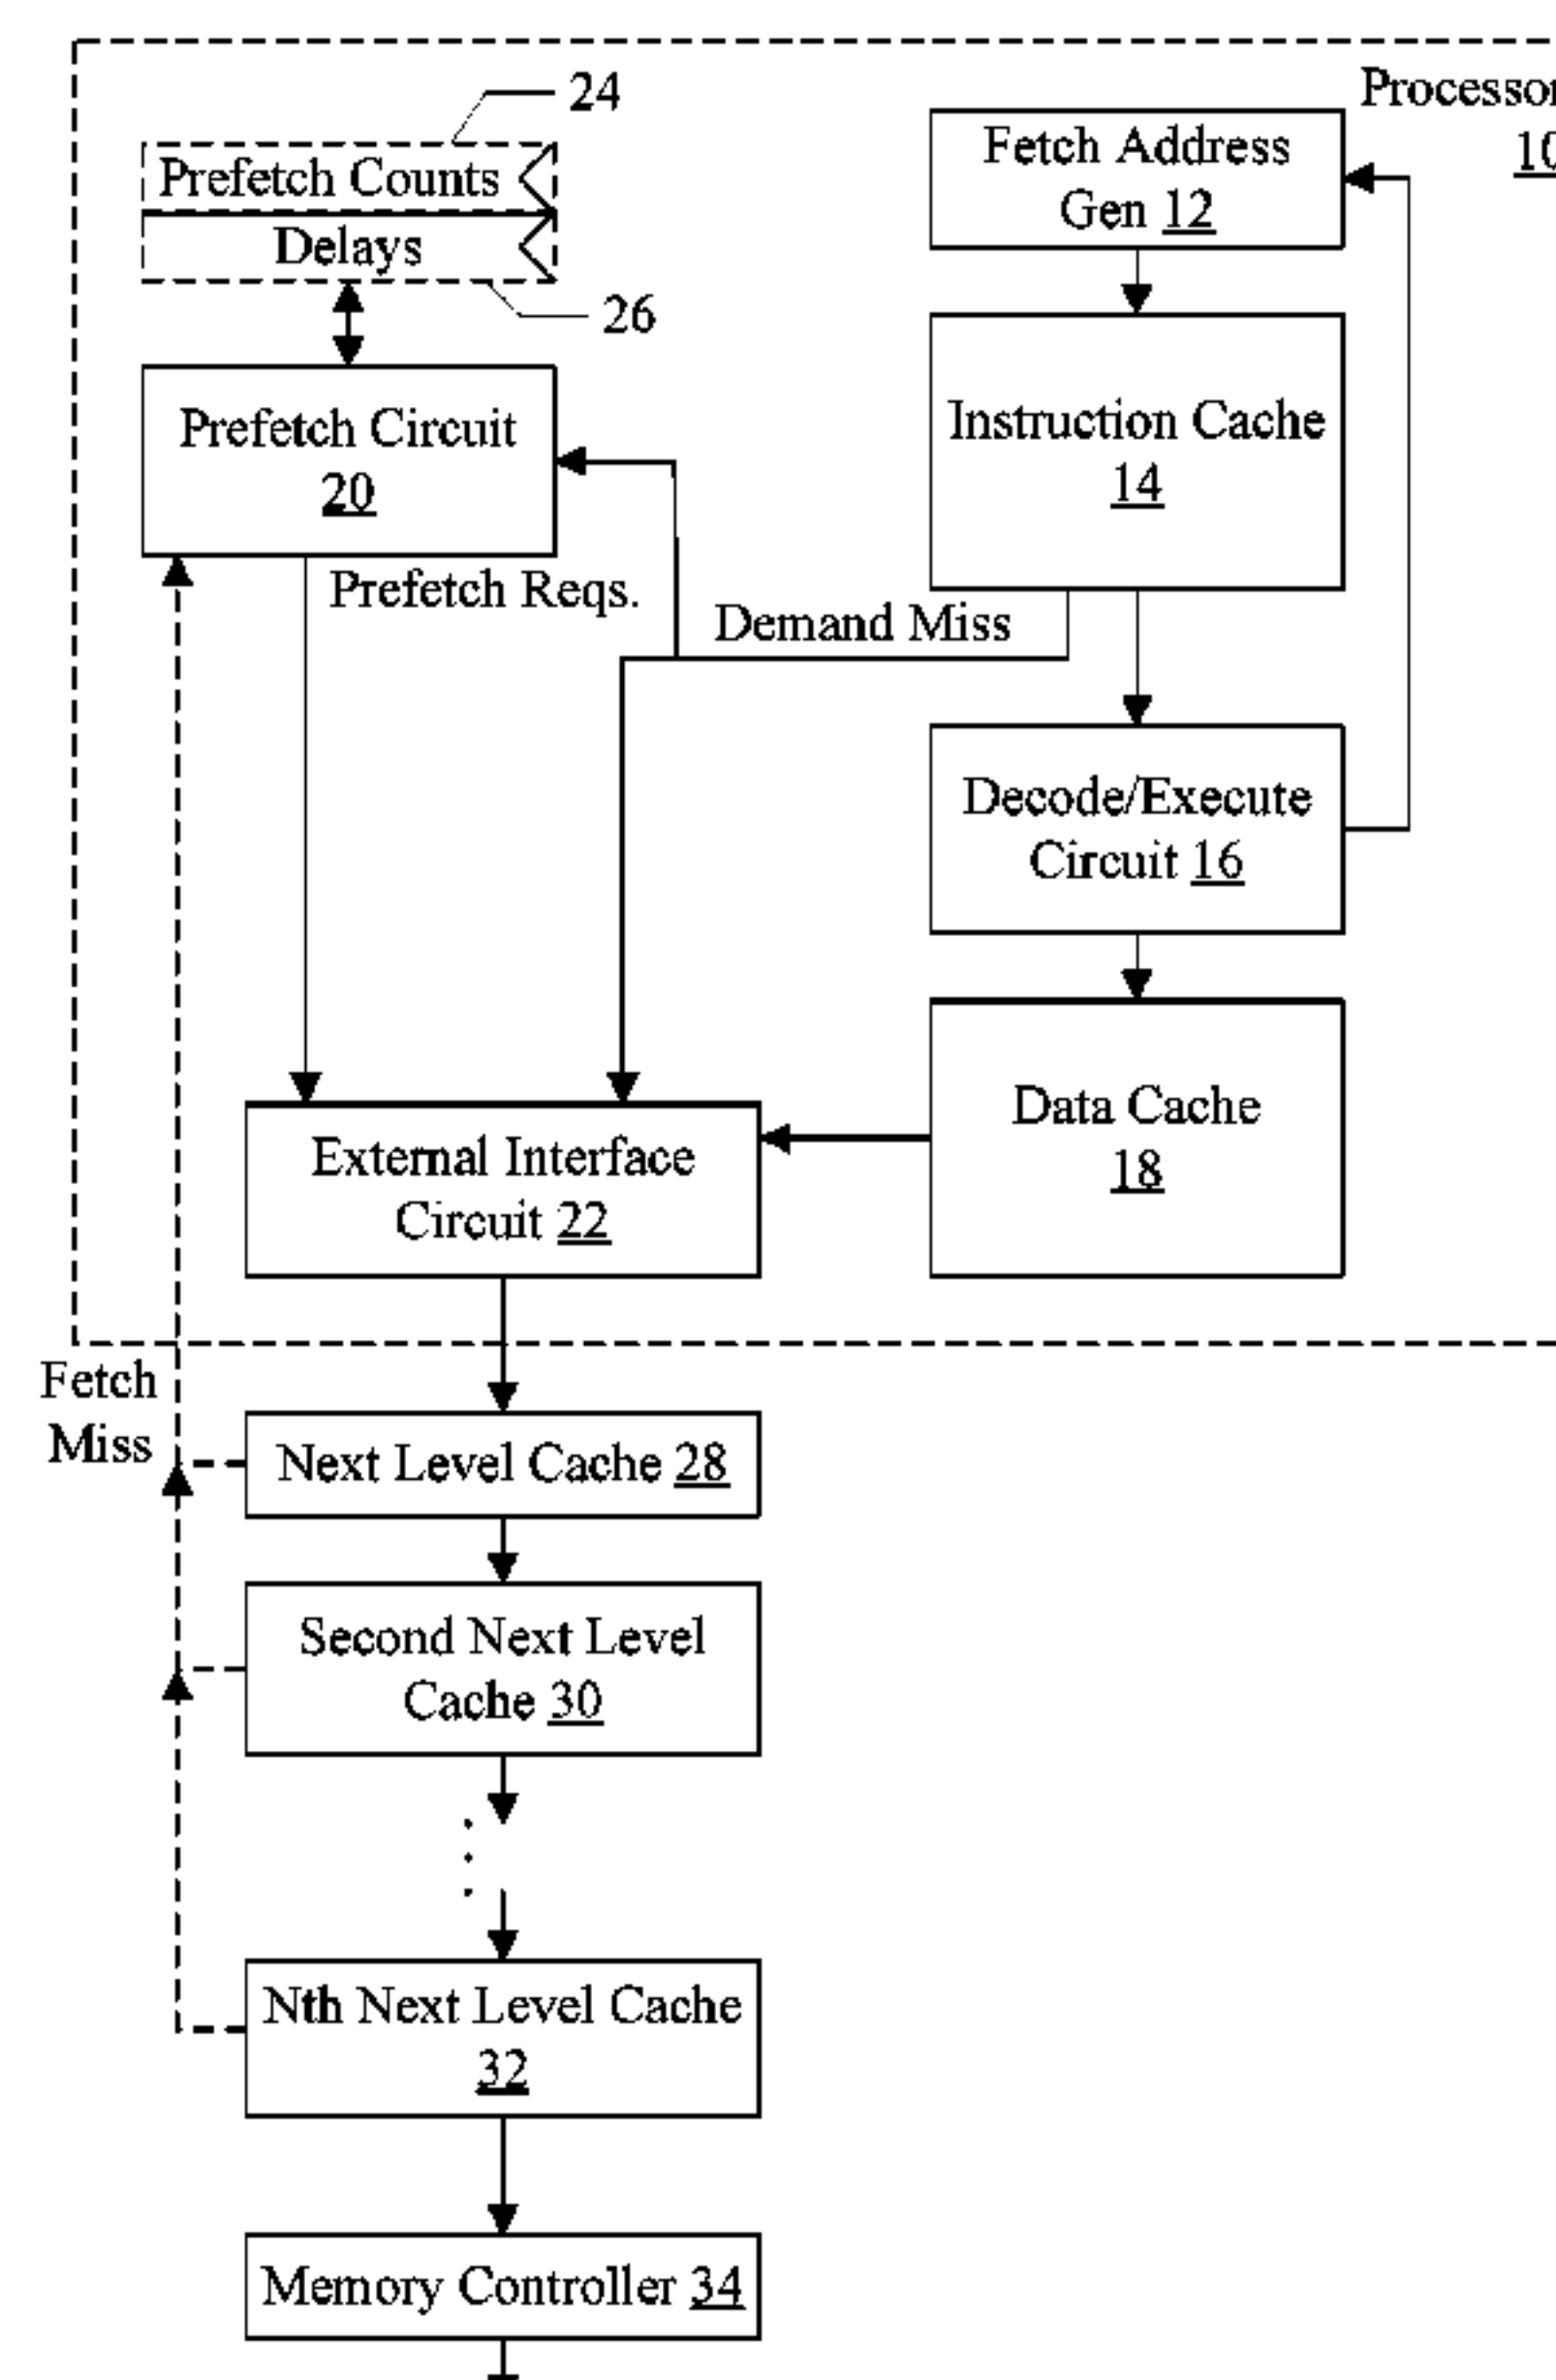 24
Processor
10
Prefetch Counts
Delays
26
Fetch Address
Gen 12
Prefetch Circuit
20
Instruction Cache
14
Prefetch Reqs.
Demand Miss
Decode/Execute
Circuit 16
External Interface
Circuit 22
Data Cache
18
Fetch
Miss
Next Level Cache 28
Second Next Level
Cache 30
Nth Next Level Cache
32
Memory Controller 34